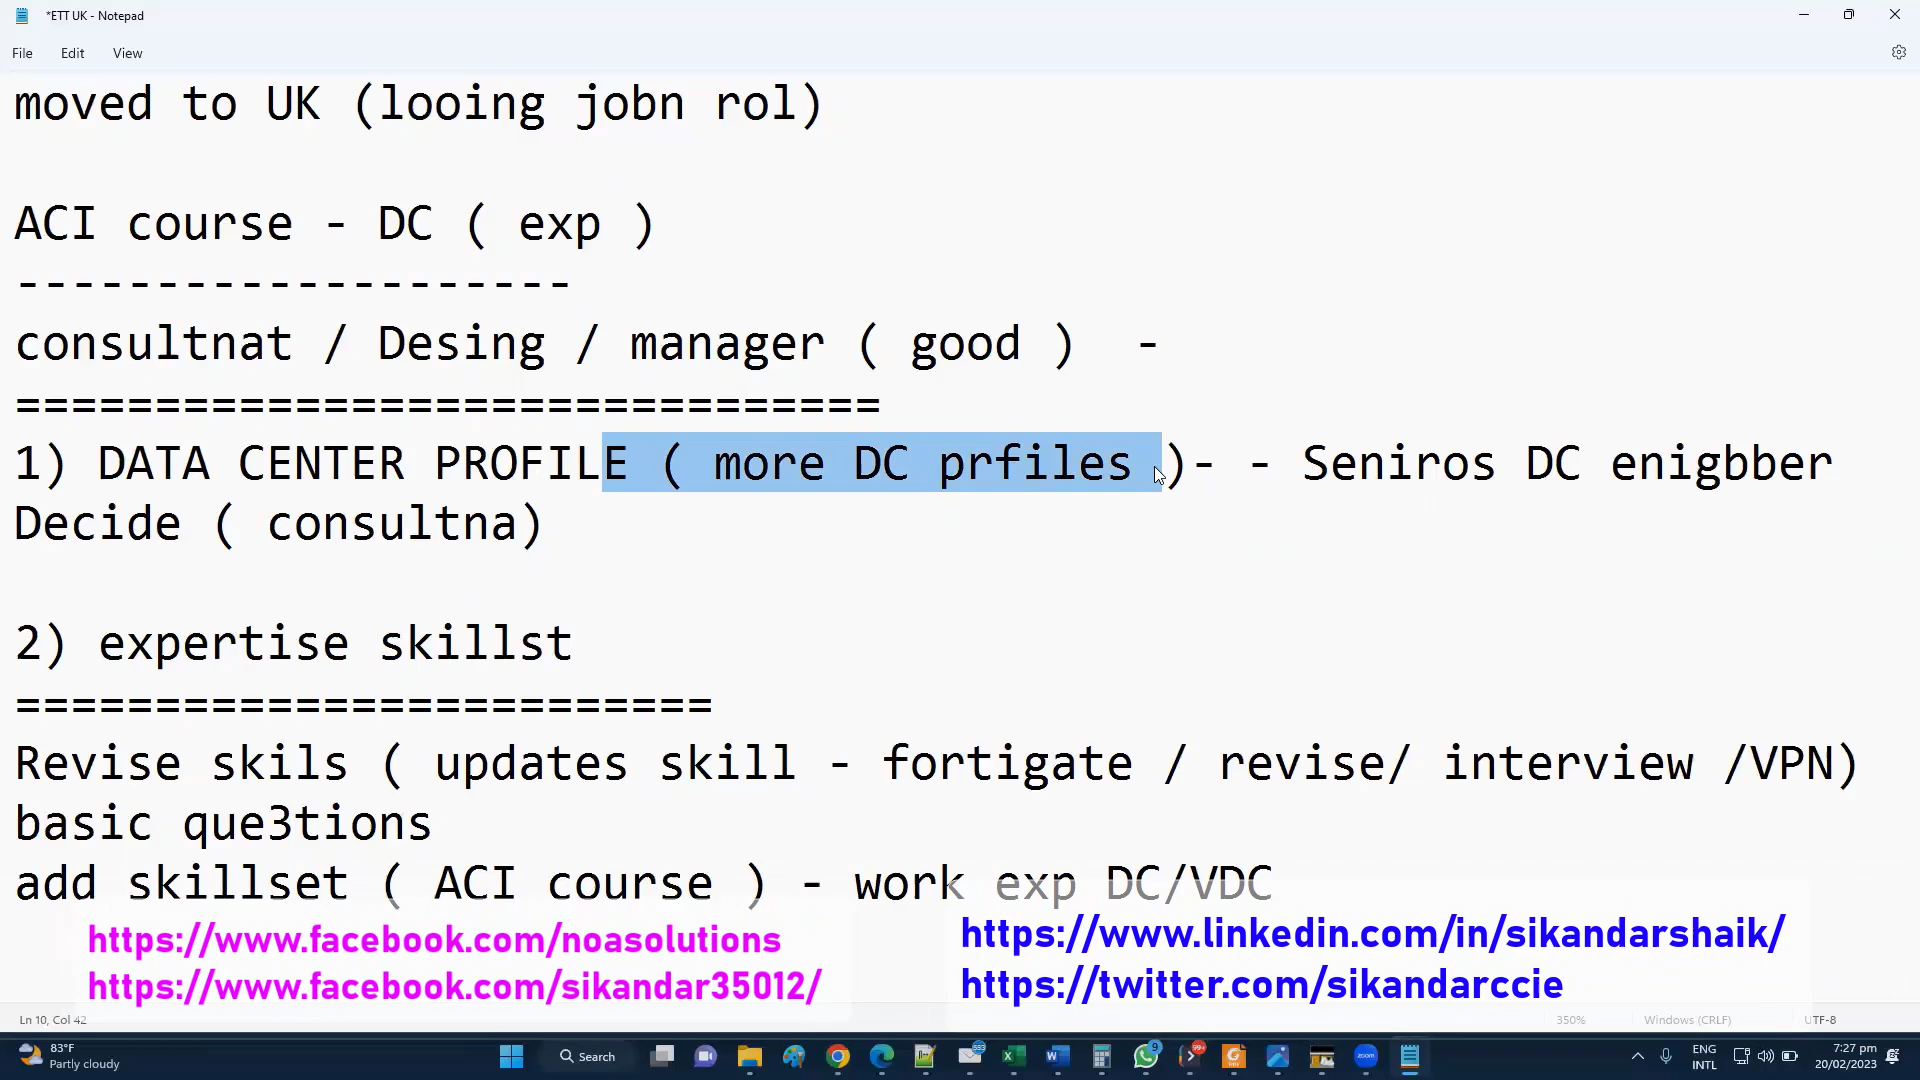 *ETT UK - Notepad
File Edit View
moved to UK (looing jobn rol)
ACI course - DC ( exp )
--------------------
consultnat / Desing / manager ( good )  -
===============================
1) DATA CENTER PROFILE ( more DC prfiles )- - Seniros DC enigbber
Decide ( consultna)
2) expertise skillst
=========================
Revise skils ( updates skill - fortigate / revise/ interview /VPN)
basic que3tions
add skillset ( ACI course ) - work exp DC/VDC
https://www.facebook.com/noasolutions
https://www.facebook.com/sikandar35012/
https://www.linkedin.com/in/sikandarshaik/
https://twitter.com/sikandarccie
Ln 10, Col 42 350% Windows (CRLF) UTF-8
83°F
Partly cloudy
Search
593
9
99+
zoom
ENG
INTL
7:27 pm
20/02/2023